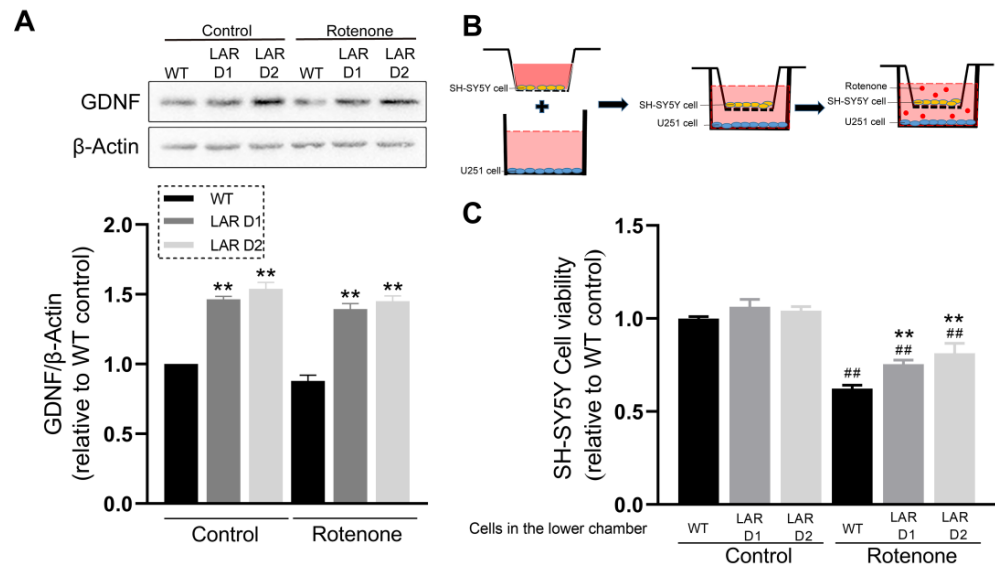 A
Control
Rotenone
WT
LAR
D1
LAR
D2
WT
LAR
D1
LAR
D2
GDNF
β-Actin
WT
LAR D1
LAR D2
GDNF/β-Actin
(relative to WT control)
2.0
1.5
1.0
0.5
0.0
**
**
**
**
Control
Rotenone
B
SH-SY5Y cell
U251 cell
SH-SY5Y cell
U251 cell
Rotenone
SH-SY5Y cell
U251 cell
C
SH-SY5Y Cell viability
(relative to WT control)
1.5
1.0
0.5
0.0
##
**
##
**
##
Cells in the lower chamber
WT
LAR
D1
LAR
D2
WT
LAR
D1
LAR
D2
Control
Rotenone